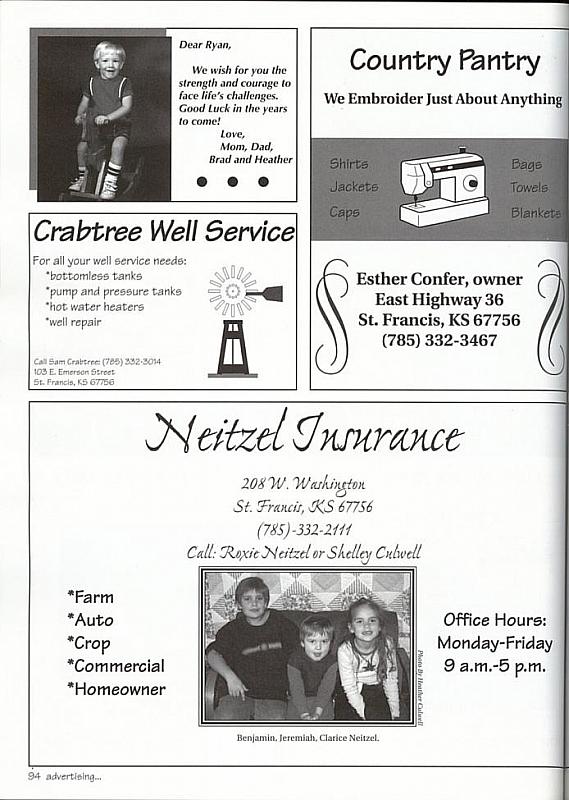 Dear Ryan,
We wish for you the
strength and courage to
face life's challenges.
Good Luck in the years
to come!
Love,
Mom, Dad,
Brad and Heather
Country Pantry
We Embroider Just About Anything
Shirts
Jackets
Caps
Bags
Towels
Blankets
Esther Confer, owner
East Highway 36
St. Francis, KS 67756
(785) 332-3467
Crabtree Well Service
For all your well service needs:
*bottomless tanks
*pump and pressure tanks
*hot water heaters
*well repair
Call Sam Crabtree: (785) 332-3014
103 E. Emerson Street
St. Francis, KS 67756
Neitzel Insurance
208 W. Washington
St. Francis, KS 67756
(785)-332-2111
Call: Roxie Neitzel or Shelley Culwell
*Farm
*Auto
*Crop
*Commercial
*Homeowner
Photo By Heather Culwell
Office Hours:
Monday-Friday
9 a.m.-5 p.m.
Benjamin, Jeremiah, Clarice Neitzel.
94 advertising...